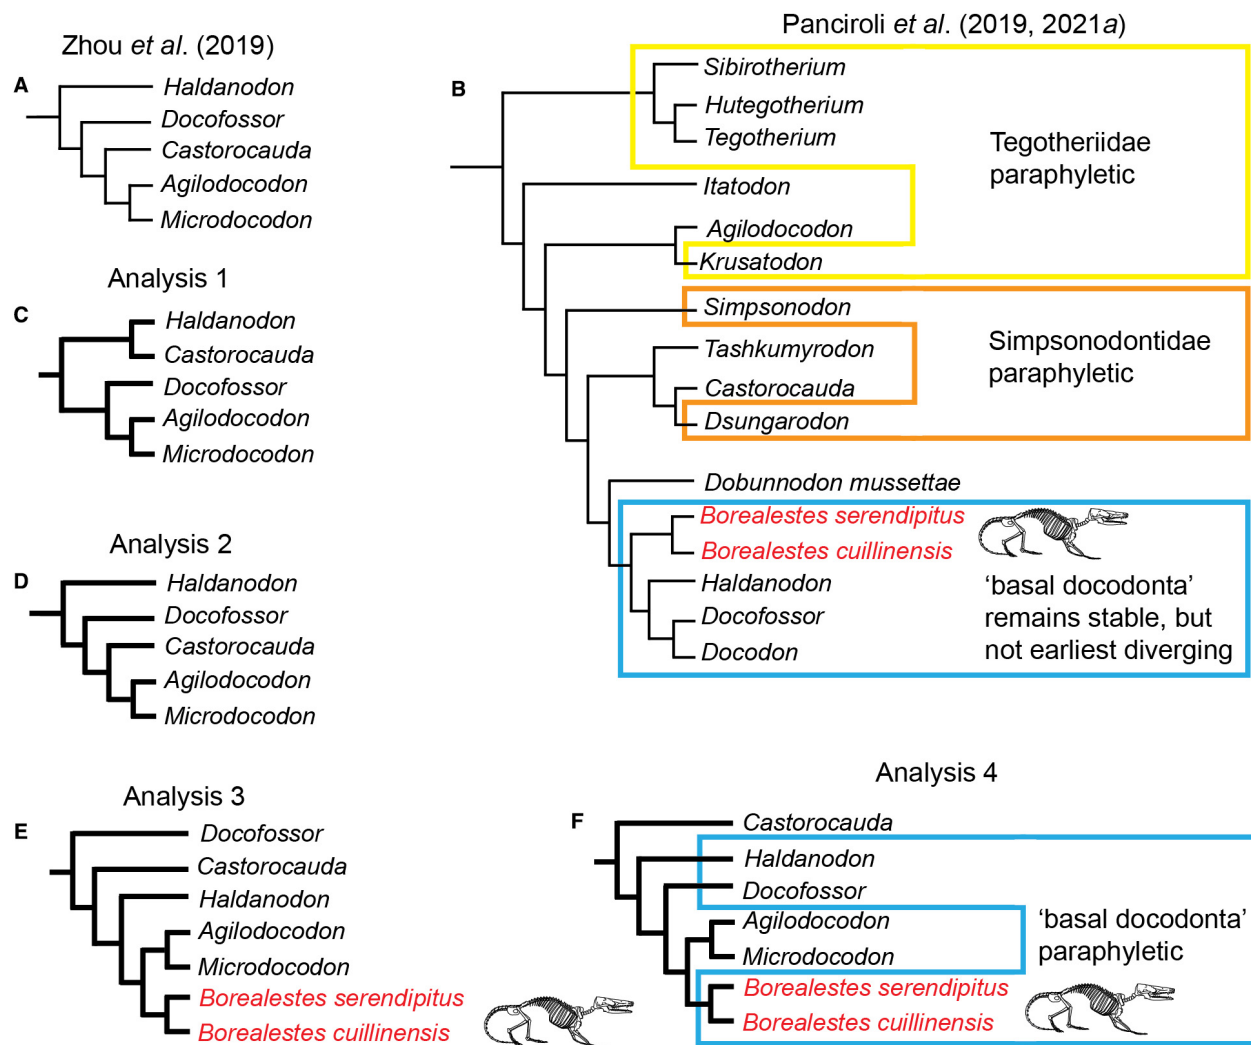 Zhou et al. (2019)
A
Haldanodon
Docofossor
Castorocauda
Agilodocodon
Microdocodon
Panciroli et al. (2019, 2021a)
B
Sibirotherium
Hutegotherium
Tegotherium
Tegotheriidae
paraphyletic
Itatodon
Agilodocodon
Krusatodon
Simpsonodon
Tashkumyrodon
Castorocauda
Dsungarodon
Simpsonodontidae
paraphyletic
Dobunnodon mussettae
Borealestes serendipitus
Borealestes cuillinensis
Haldanodon
Docofossor
Docodon
‘basal docodonta’
remains stable, but
not earliest diverging
Analysis 1
C
Haldanodon
Castorocauda
Docofossor
Agilodocodon
Microdocodon
Analysis 2
D
Haldanodon
Docofossor
Castorocauda
Agilodocodon
Microdocodon
Analysis 3
E
Docofossor
Castorocauda
Haldanodon
Agilodocodon
Microdocodon
Borealestes serendipitus
Borealestes cuillinensis
Analysis 4
F
Castorocauda
Haldanodon
Docofossor
Agilodocodon
Microdocodon
Borealestes serendipitus
Borealestes cuillinensis
‘basal docodonta’
paraphyletic